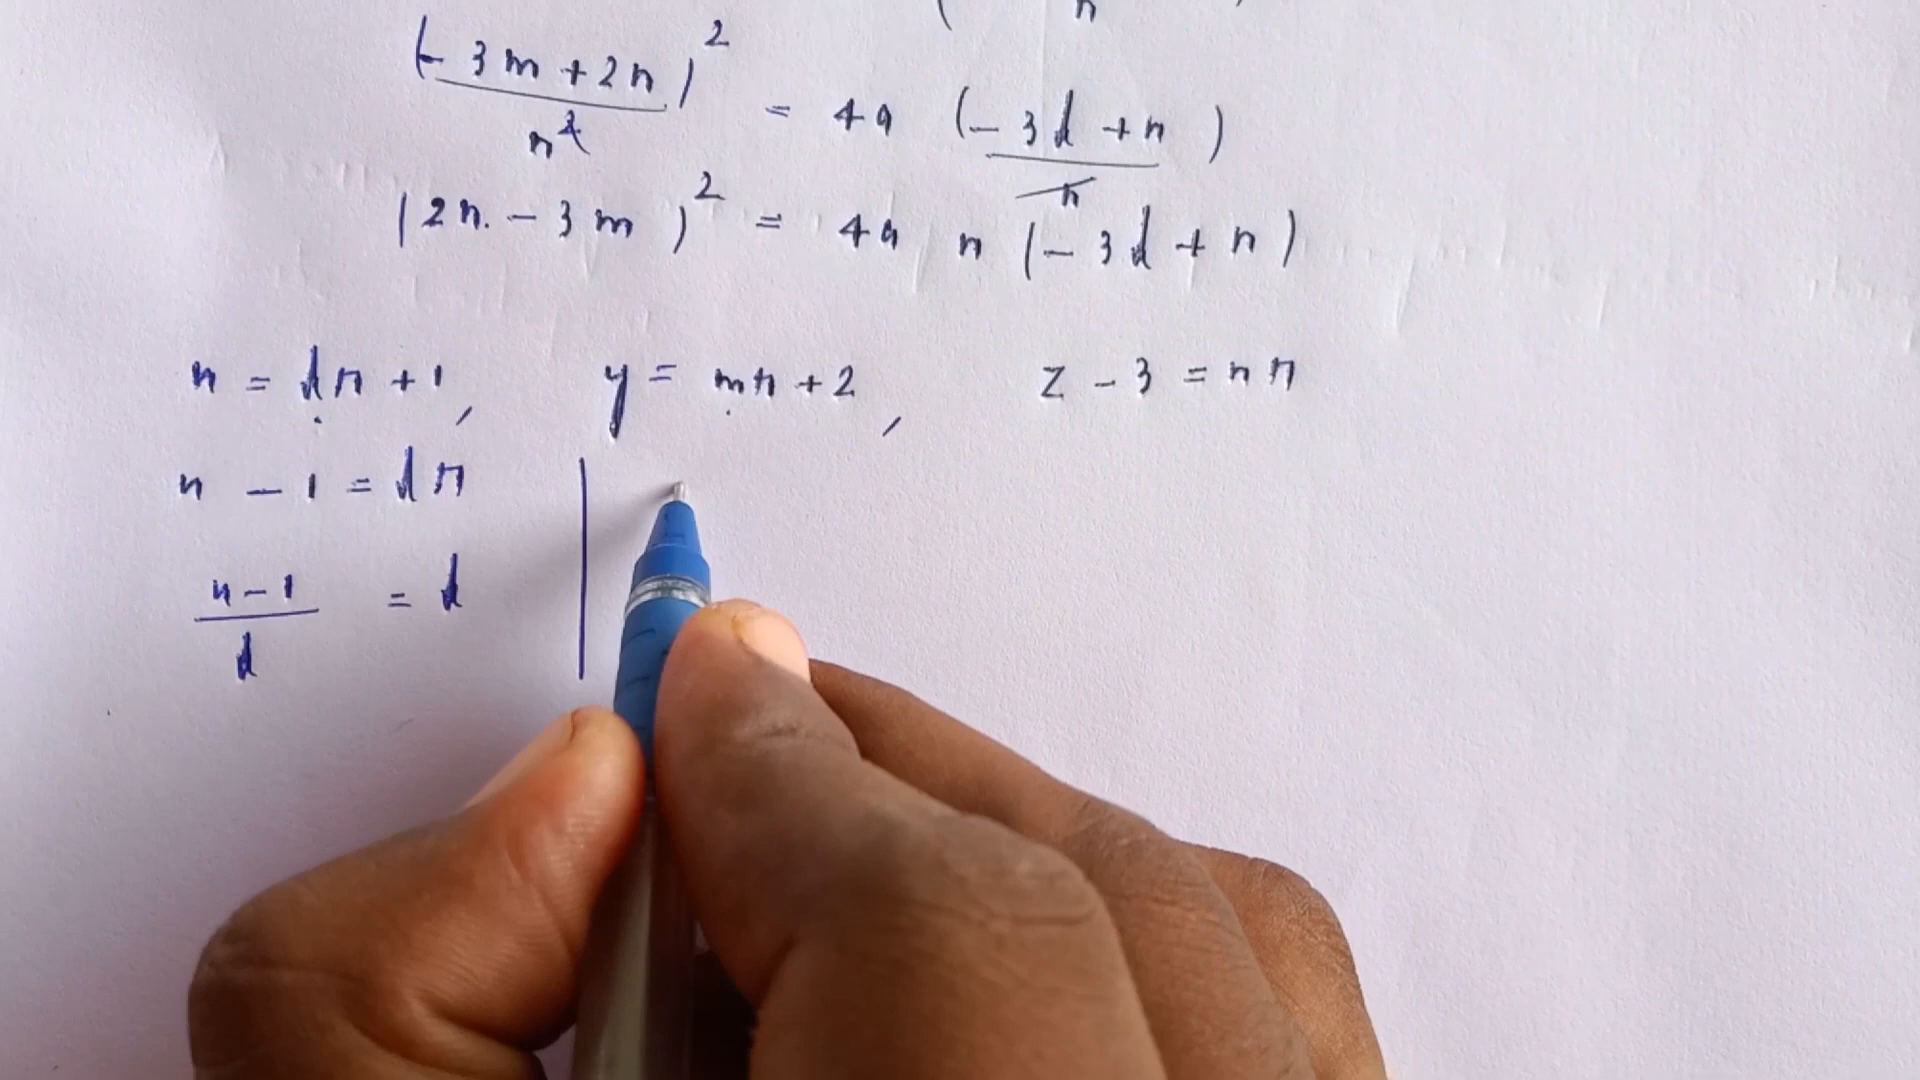 n
(-3m+2n)^2 / n^2 = 4a (-3l+n) / n
(2n-3m)^2 = 4a n (-3l+n)
x = lr+1, y = mr+2, z-3 = nr
x-1 = lr
(x-1)/r = l